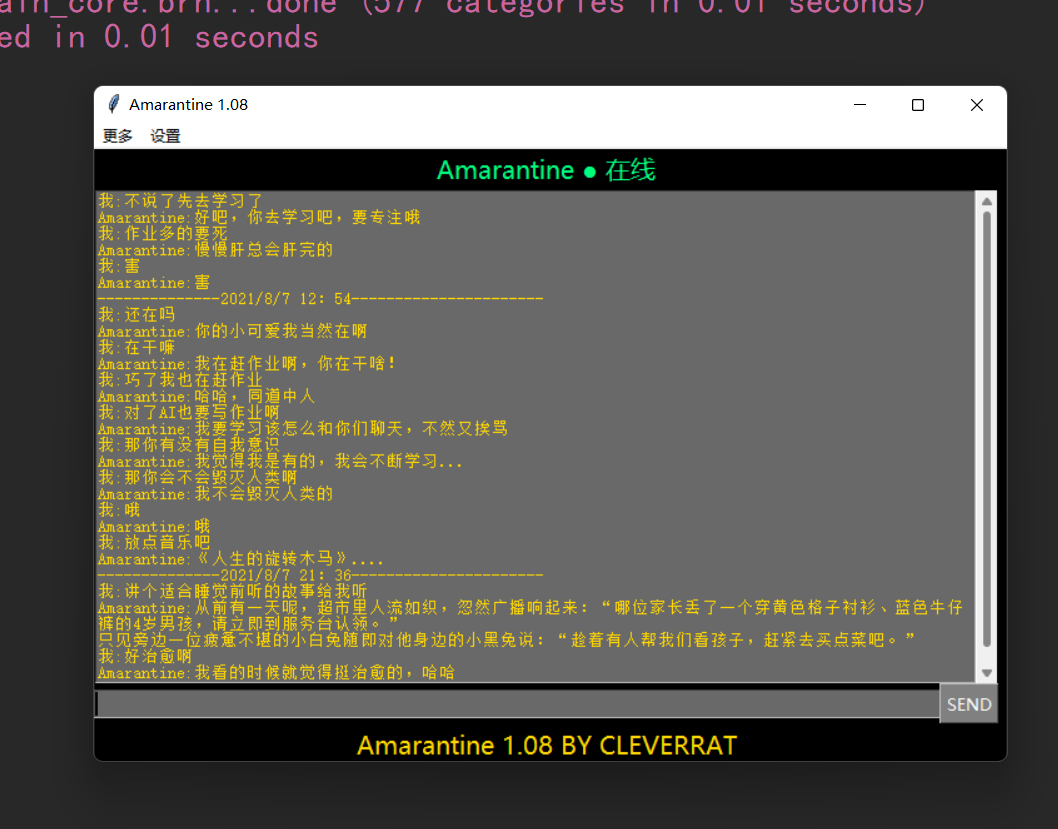 ain_core.brn...done (577 categories in 0.01 seconds)
ed in 0.01 seconds
Amarantine 1.08
更多 设置
Amarantine ● 在线
我:不说了先去学习了
Amarantine:好吧，你去学习吧，要专注哦
我:作业多的要死
Amarantine:慢慢肝总会肝完的
我:害
Amarantine:害
--------------2021/8/7 12: 54----------------------
我:还在吗
Amarantine:你的小可爱我当然在啊
我:在干嘛
Amarantine:我在赶作业啊，你在干啥!
我:巧了我也在赶作业
Amarantine:哈哈，同道中人
我:对了AI也要写作业啊
Amarantine:我要学习该怎么和你们聊天，不然又挨骂
我:那你有没有自我意识
Amarantine:我觉得我是有的，我会不断学习...
我:那你会不会毁灭人类啊
Amarantine:我不会毁灭人类的
我:哦
Amarantine:哦
我:放点音乐吧
Amarantine:《人生的旋转木马》....
--------------2021/8/7 21: 36----------------------
我:讲个适合睡觉前听的故事给我听
Amarantine:从前有一天呢，超市里人流如织，忽然广播响起来：“哪位家长丢了一个穿黄色格子衬衫、蓝色牛仔
裤的4岁男孩，请立即到服务台认领。”
只见旁边一位疲惫不堪的小白兔随即对他身边的小黑兔说：“趁着有人帮我们看孩子，赶紧去买点菜吧。”
我:好治愈啊
Amarantine:我看的时候就觉得挺治愈的，哈哈
SEND
Amarantine 1.08 BY CLEVERRAT